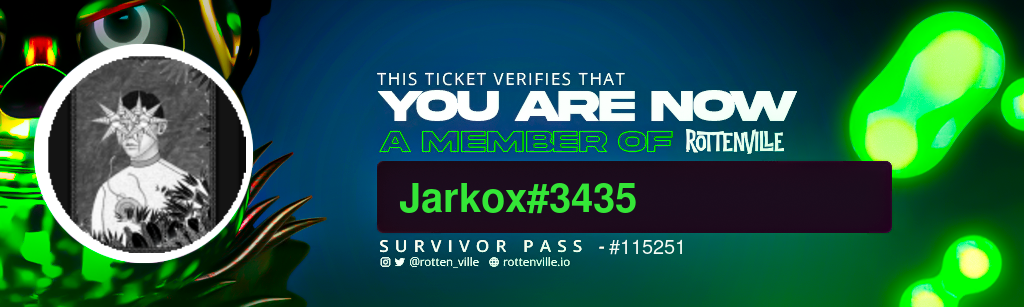 THIS TICKET VERIFIES THAT
YOU ARE NOW
A MEMBER OF ROTTENVILLE
Jarkox#3435
SURVIVOR PASS - #115251
@rotten_ville rottenville.io